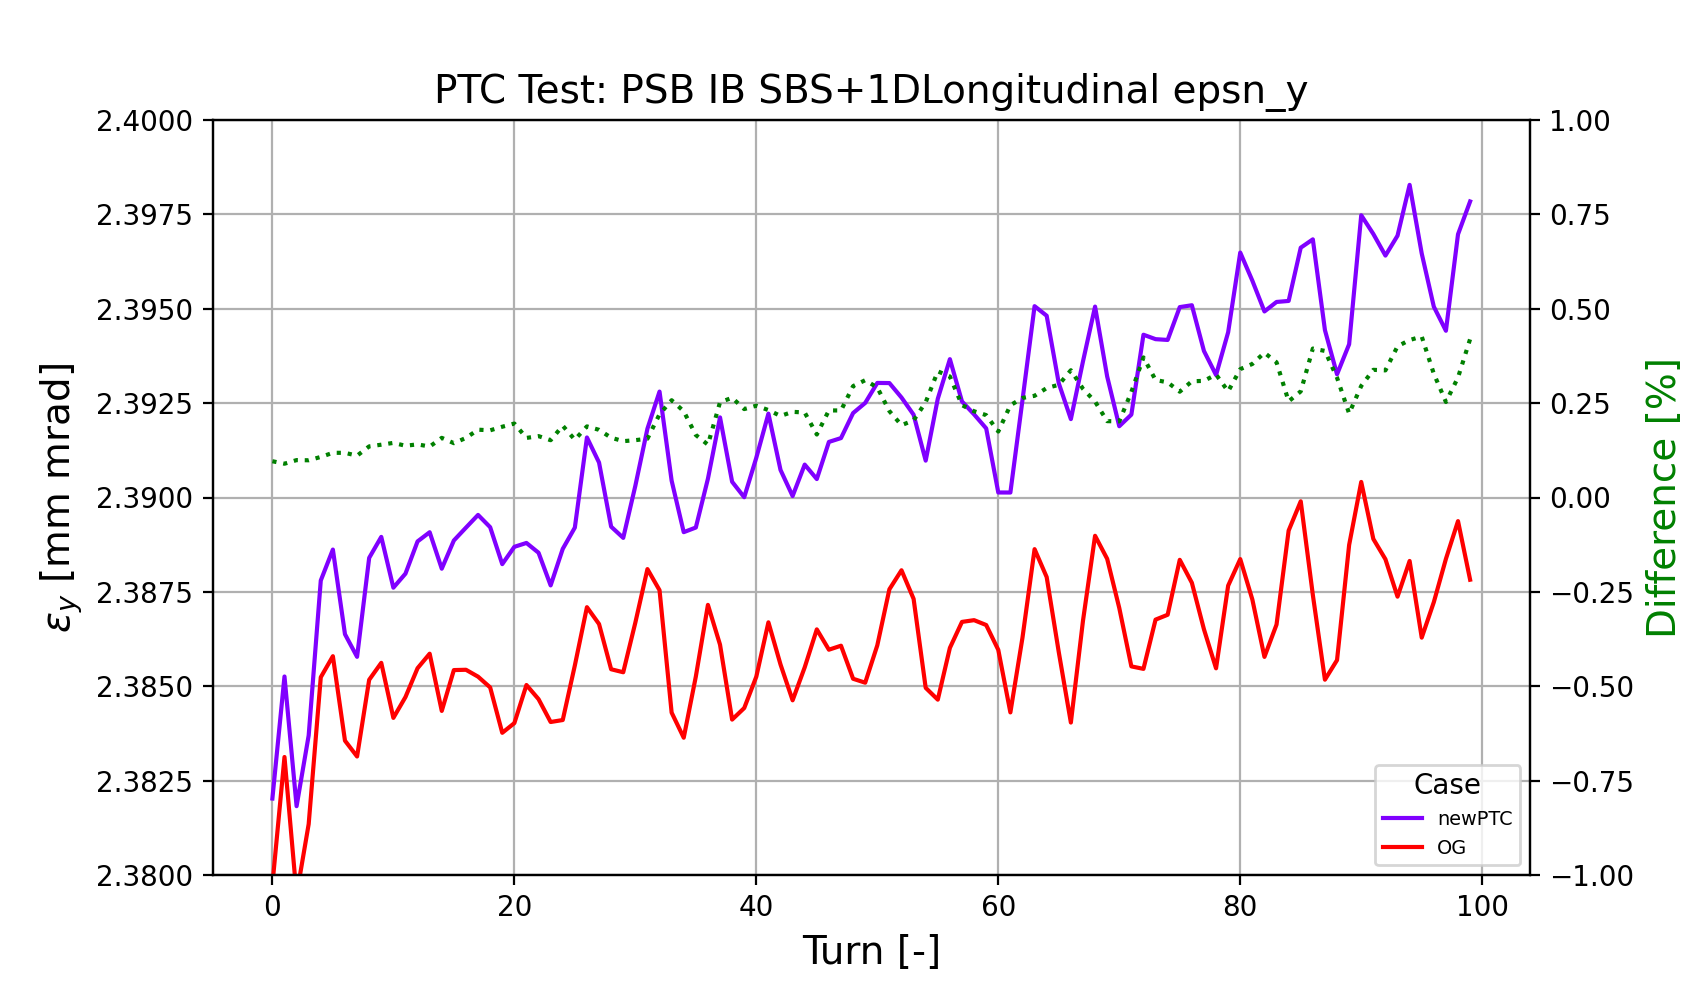 PTC Test: PSB IB SBS+1DLongitudinal epsn_y
2.4000
2.3975
2.3950
2.3925
2.3900
2.3875
2.3850
2.3825
2.3800
εy [mm mrad]
1.00
0.75
0.50
0.25
0.00
−0.25
−0.50
−0.75
−1.00
Difference [%]
Case
newPTC
OG
0 20 40 60 80 100
Turn [-]